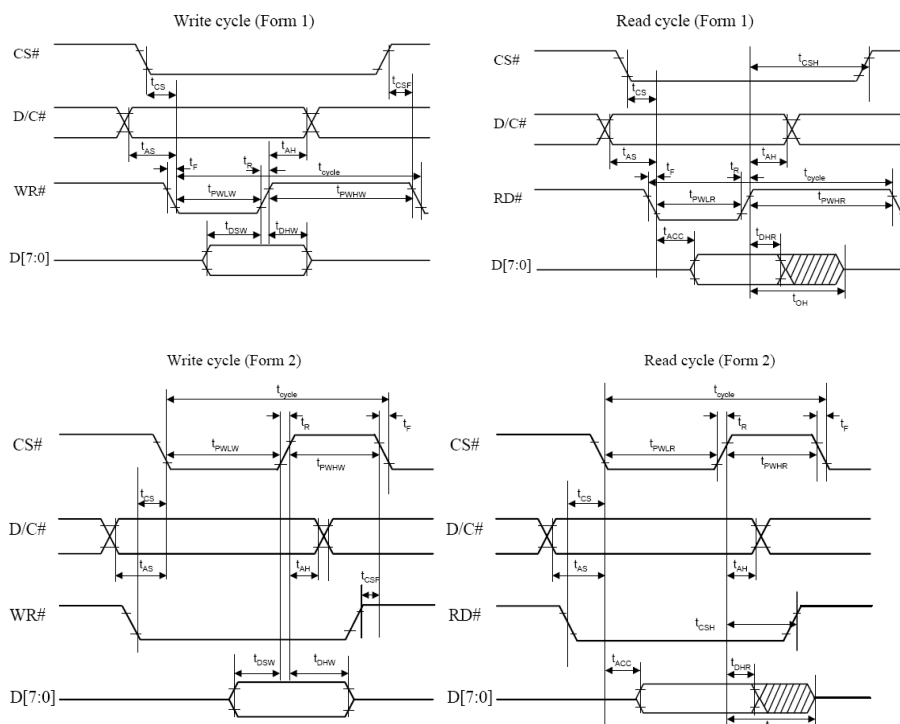 Write cycle (Form 1)
CS#
tCS
tCSF
D/C#
tAS
tF
tR
tAH
tcycle
WR#
tPWLW
tPWHW
tDSW
tDHW
D[7:0]
Read cycle (Form 1)
CS#
tCSH
tCS
D/C#
tAS
tF
tR
tAH
tcycle
RD#
tPWLR
tPWHR
tACC
tDHR
D[7:0]
tOH
Write cycle (Form 2)
tcycle
tR
tF
CS#
tPWLW
tPWHW
tCS
D/C#
tAS
tAH
tCSF
WR#
tDSW
tDHW
D[7:0]
Read cycle (Form 2)
tcycle
tR
tF
CS#
tPWLR
tPWHR
tCS
D/C#
tAS
tAH
RD#
tCSH
tACC
tDHR
D[7:0]